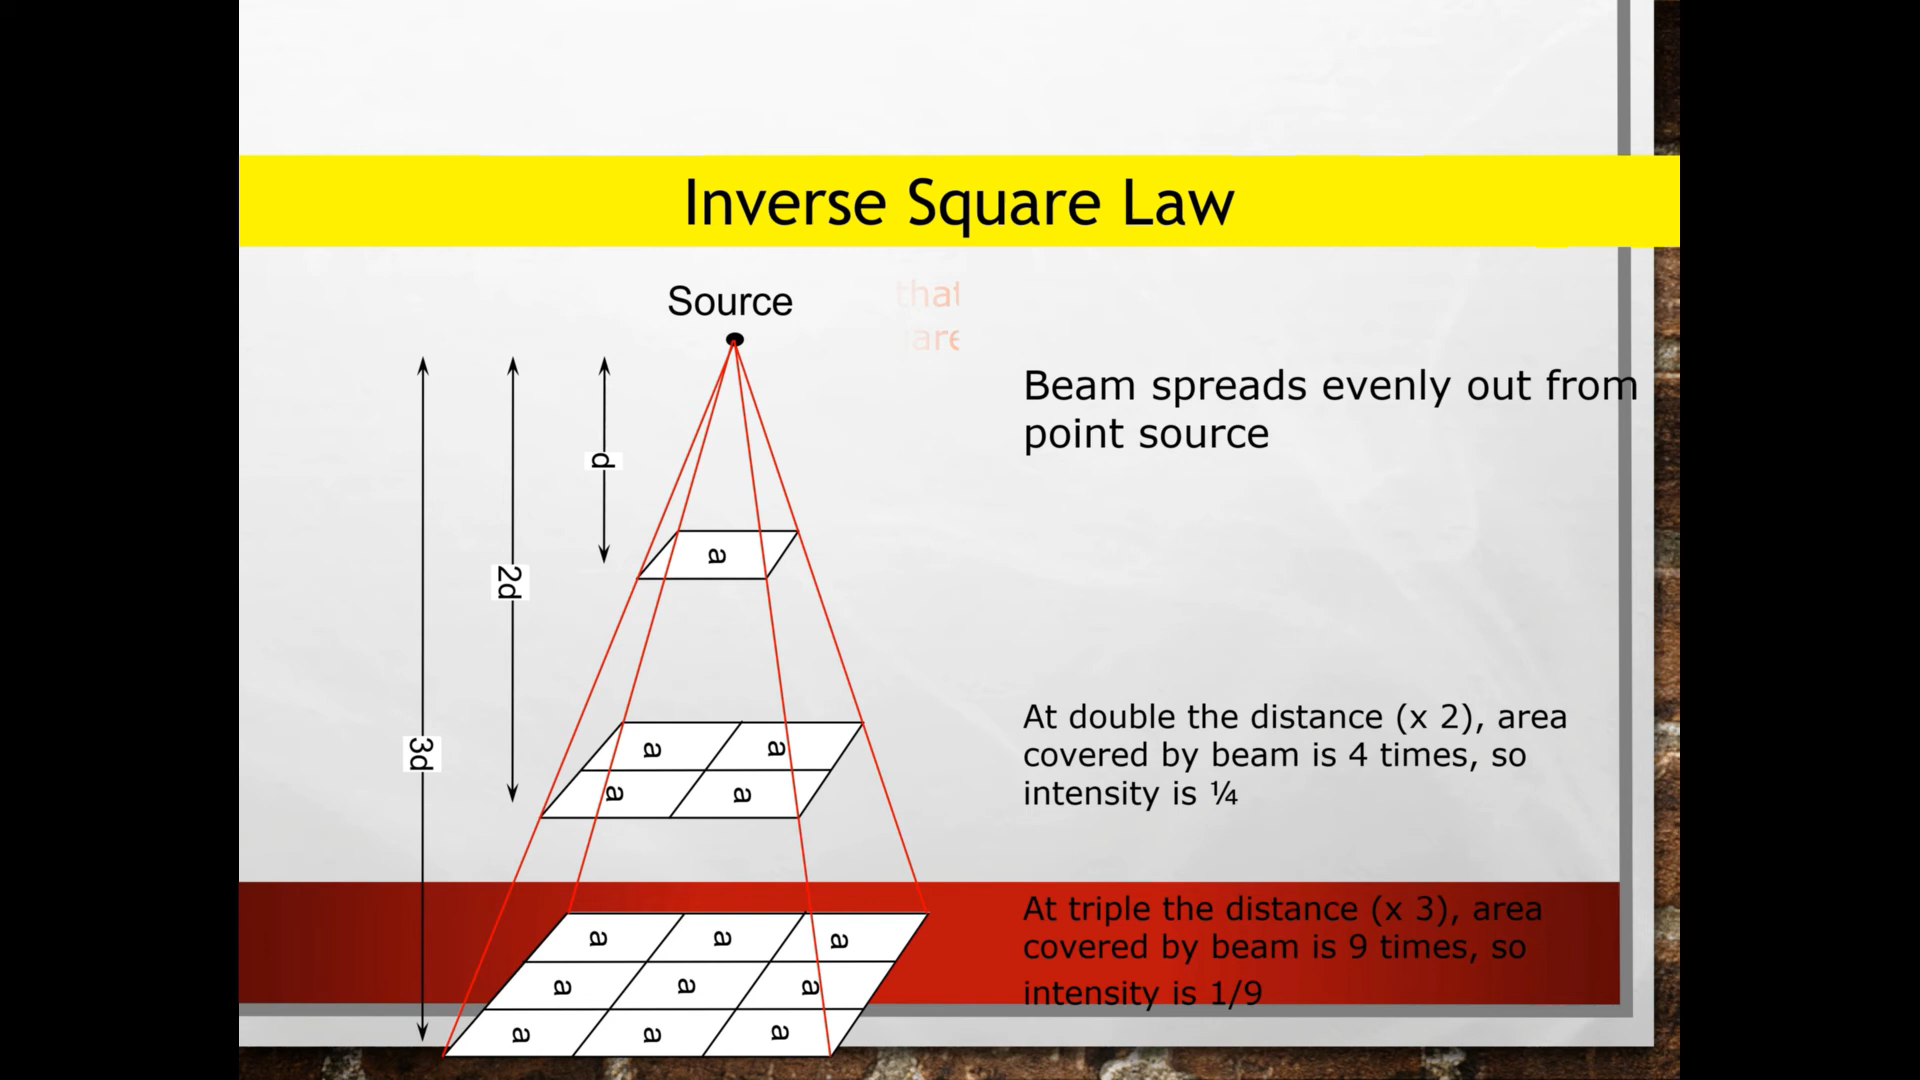 Inverse Square Law
Source
that
are
Beam spreads evenly out from
point source
d
a
2d
At double the distance (x 2), area
covered by beam is 4 times, so
intensity is ¼
a a
a a
3d
At triple the distance (x 3), area
covered by beam is 9 times, so
intensity is 1/9
a a a
a a a
a a a